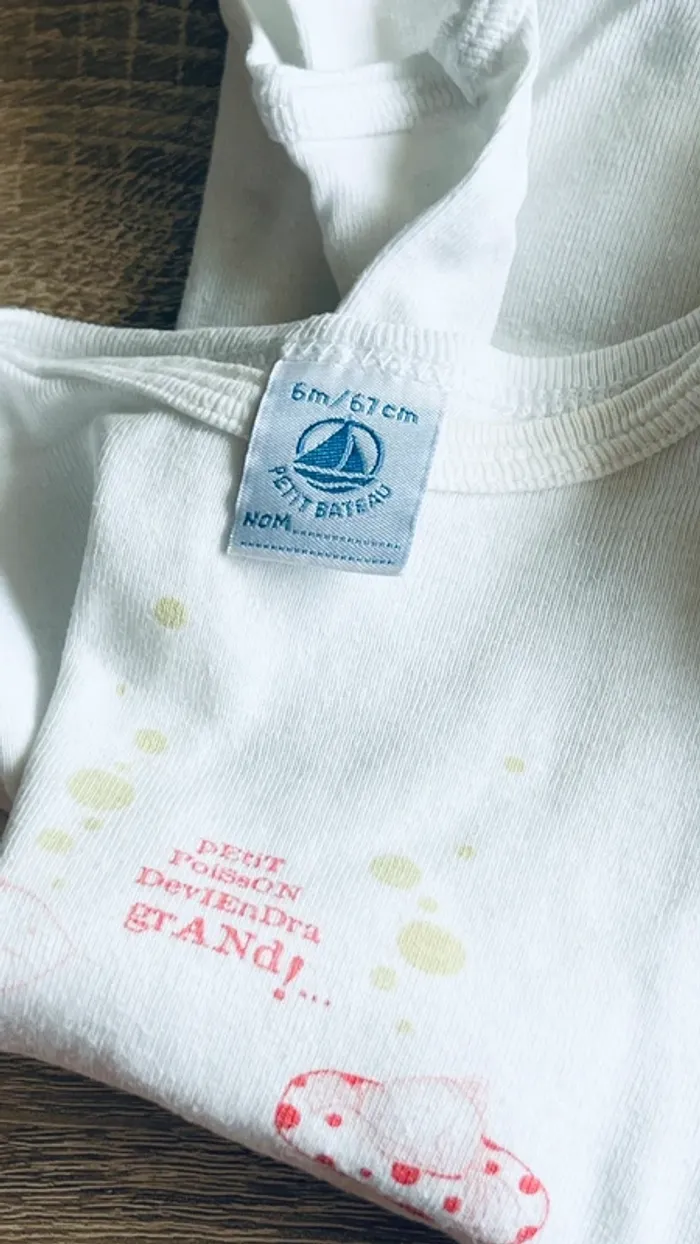 6m/67cm
PETIT BATEAU
NOM
pEtiT
PoiSsON
DevIEnDra
grANd!...